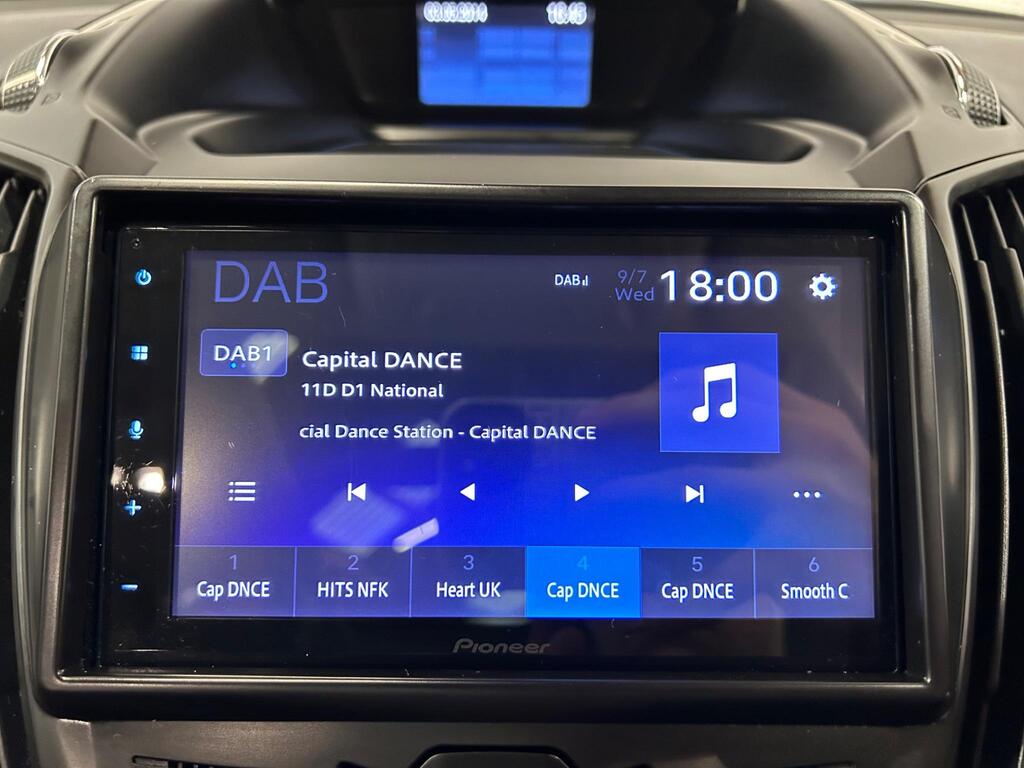 DAB
DAB
9/7
Wed
18:00
DAB1
Capital DANCE
11D D1 National
cial Dance Station - Capital DANCE
1
2
3
4
5
6
Cap DNCE
HITS NFK
Heart UK
Cap DNCE
Cap DNCE
Smooth C
Pioneer